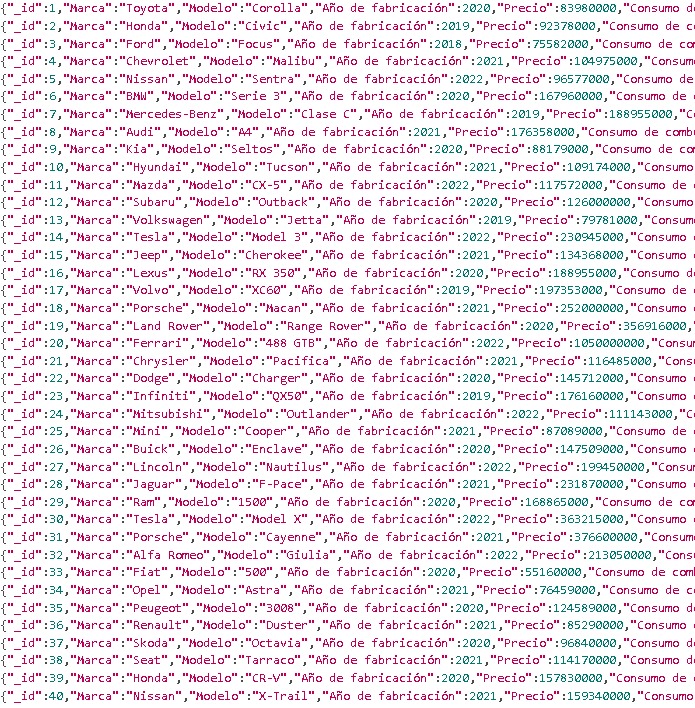 {"_id":1,"Marca":"Toyota","Modelo":"Corolla","Año de fabricación":2020,"Precio":83980000,"Consumo de
{"_id":2,"Marca":"Honda","Modelo":"Civic","Año de fabricación":2019,"Precio":92378000,"Consumo de co
{"_id":3,"Marca":"Ford","Modelo":"Focus","Año de fabricación":2018,"Precio":75582000,"Consumo de com
{"_id":4,"Marca":"Chevrolet","Modelo":"Malibu","Año de fabricación":2021,"Precio":104975000,"Consumo
{"_id":5,"Marca":"Nissan","Modelo":"Sentra","Año de fabricación":2022,"Precio":96577000,"Consumo de
{"_id":6,"Marca":"BMW","Modelo":"Serie 3","Año de fabricación":2020,"Precio":167960000,"Consumo de c
{"_id":7,"Marca":"Mercedes-Benz","Modelo":"Clase C","Año de fabricación":2019,"Precio":188955000,"Co
{"_id":8,"Marca":"Audi","Modelo":"A4","Año de fabricación":2021,"Precio":176358000,"Consumo de combu
{"_id":9,"Marca":"Kia","Modelo":"Seltos","Año de fabricación":2020,"Precio":88179000,"Consumo de com
{"_id":10,"Marca":"Hyundai","Modelo":"Tucson","Año de fabricación":2021,"Precio":109174000,"Consumo
{"_id":11,"Marca":"Mazda","Modelo":"CX-5","Año de fabricación":2022,"Precio":117572000,"Consumo de c
{"_id":12,"Marca":"Subaru","Modelo":"Outback","Año de fabricación":2020,"Precio":126000000,"Consumo
{"_id":13,"Marca":"Volkswagen","Modelo":"Jetta","Año de fabricación":2019,"Precio":79781000,"Consumo
{"_id":14,"Marca":"Tesla","Modelo":"Model 3","Año de fabricación":2022,"Precio":230945000,"Consumo d
{"_id":15,"Marca":"Jeep","Modelo":"Cherokee","Año de fabricación":2021,"Precio":134368000,"Consumo d
{"_id":16,"Marca":"Lexus","Modelo":"RX 350","Año de fabricación":2020,"Precio":188955000,"Consumo de
{"_id":17,"Marca":"Volvo","Modelo":"XC60","Año de fabricación":2019,"Precio":197353000,"Consumo de c
{"_id":18,"Marca":"Porsche","Modelo":"Macan","Año de fabricación":2021,"Precio":252000000,"Consumo d
{"_id":19,"Marca":"Land Rover","Modelo":"Range Rover","Año de fabricación":2020,"Precio":356916000,"
{"_id":20,"Marca":"Ferrari","Modelo":"488 GTB","Año de fabricación":2022,"Precio":1050000000,"Consum
{"_id":21,"Marca":"Chrysler","Modelo":"Pacifica","Año de fabricación":2021,"Precio":116485000,"Consu
{"_id":22,"Marca":"Dodge","Modelo":"Charger","Año de fabricación":2020,"Precio":145712000,"Consumo d
{"_id":23,"Marca":"Infiniti","Modelo":"QX50","Año de fabricación":2019,"Precio":176160000,"Consumo d
{"_id":24,"Marca":"Mitsubishi","Modelo":"Outlander","Año de fabricación":2022,"Precio":111143000,"Co
{"_id":25,"Marca":"Mini","Modelo":"Cooper","Año de fabricación":2021,"Precio":87089000,"Consumo de c
{"_id":26,"Marca":"Buick","Modelo":"Enclave","Año de fabricación":2020,"Precio":147509000,"Consumo d
{"_id":27,"Marca":"Lincoln","Modelo":"Nautilus","Año de fabricación":2022,"Precio":199450000,"Consum
{"_id":28,"Marca":"Jaguar","Modelo":"F-Pace","Año de fabricación":2021,"Precio":231870000,"Consumo d
{"_id":29,"Marca":"Ram","Modelo":"1500","Año de fabricación":2020,"Precio":168865000,"Consumo de com
{"_id":30,"Marca":"Tesla","Modelo":"Model X","Año de fabricación":2022,"Precio":363215000,"Consumo d
{"_id":31,"Marca":"Porsche","Modelo":"Cayenne","Año de fabricación":2021,"Precio":376600000,"Consumo
{"_id":32,"Marca":"Alfa Romeo","Modelo":"Giulia","Año de fabricación":2022,"Precio":213050000,"Consu
{"_id":33,"Marca":"Fiat","Modelo":"500","Año de fabricación":2020,"Precio":55160000,"Consumo de comb
{"_id":34,"Marca":"Opel","Modelo":"Astra","Año de fabricación":2021,"Precio":76459000,"Consumo de co
{"_id":35,"Marca":"Peugeot","Modelo":"3008","Año de fabricación":2020,"Precio":124589000,"Consumo de
{"_id":36,"Marca":"Renault","Modelo":"Duster","Año de fabricación":2021,"Precio":85290000,"Consumo d
{"_id":37,"Marca":"Skoda","Modelo":"Octavia","Año de fabricación":2020,"Precio":96840000,"Consumo de
{"_id":38,"Marca":"Seat","Modelo":"Tarraco","Año de fabricación":2021,"Precio":114170000,"Consumo de
{"_id":39,"Marca":"Honda","Modelo":"CR-V","Año de fabricación":2020,"Precio":157830000,"Consumo de c
{"_id":40,"Marca":"Nissan","Modelo":"X-Trail","Año de fabricación":2021,"Precio":159340000,"Consumo